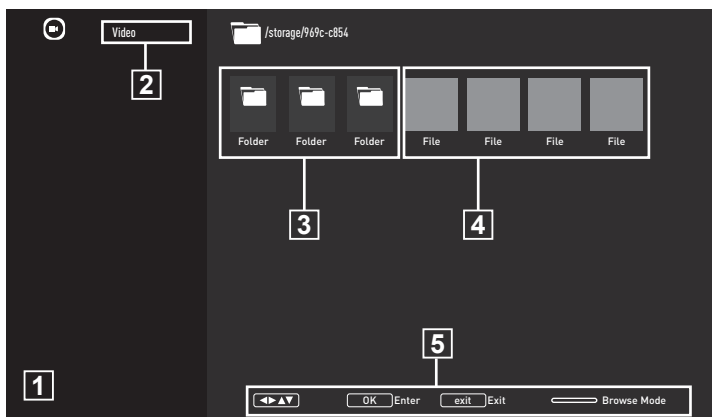 Video
/storage/969c-c854
2
Folder Folder Folder File File File File
3 4
5
1
◄►▲▼ OK Enter exit Exit Browse Mode